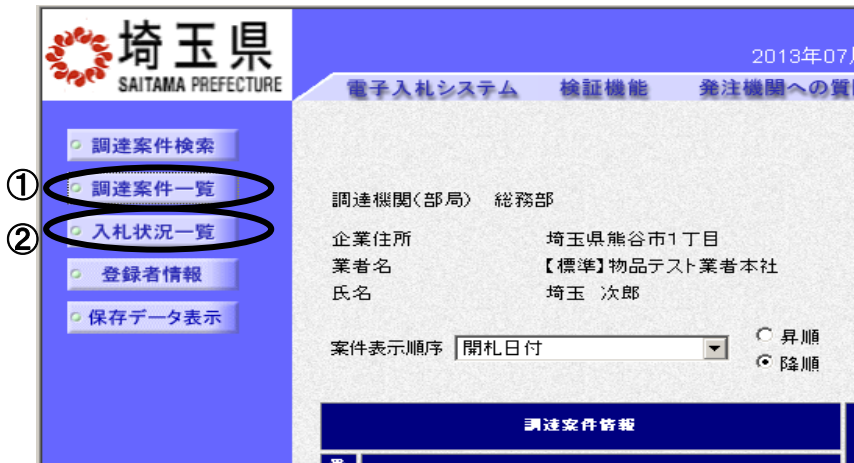 埼玉県
SAITAMA PREFECTURE
2013年07
電子入札システム 検証機能 発注機関への質
調達案件検索
① 調達案件一覧
② 入札状況一覧
登録者情報
保存データ表示
調達機関(部局) 総務部
企業住所 埼玉県熊谷市1丁目
業者名 【標準】物品テスト業者本社
氏名 埼玉 次郎
案件表示順序 開札日付
昇順
降順
調達案件情報